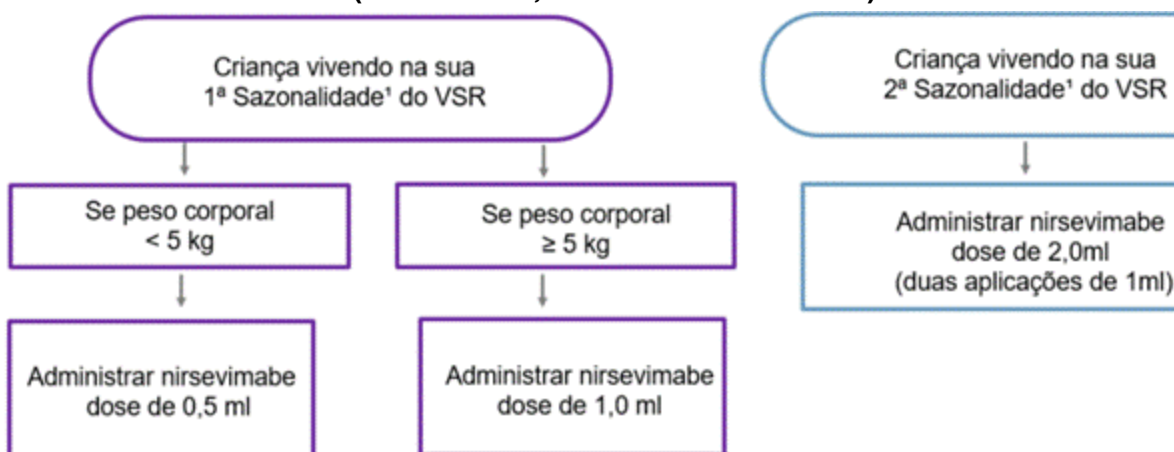 Criança vivendo na sua
1ª Sazonalidade¹ do VSR
Se peso corporal
< 5 kg
Administrar nirsevimabe
dose de 0,5 ml
Se peso corporal
≥ 5 kg
Administrar nirsevimabe
dose de 1,0 ml
Criança vivendo na sua
2ª Sazonalidade¹ do VSR
Administrar nirsevimabe
dose de 2,0ml
(duas aplicações de 1ml)